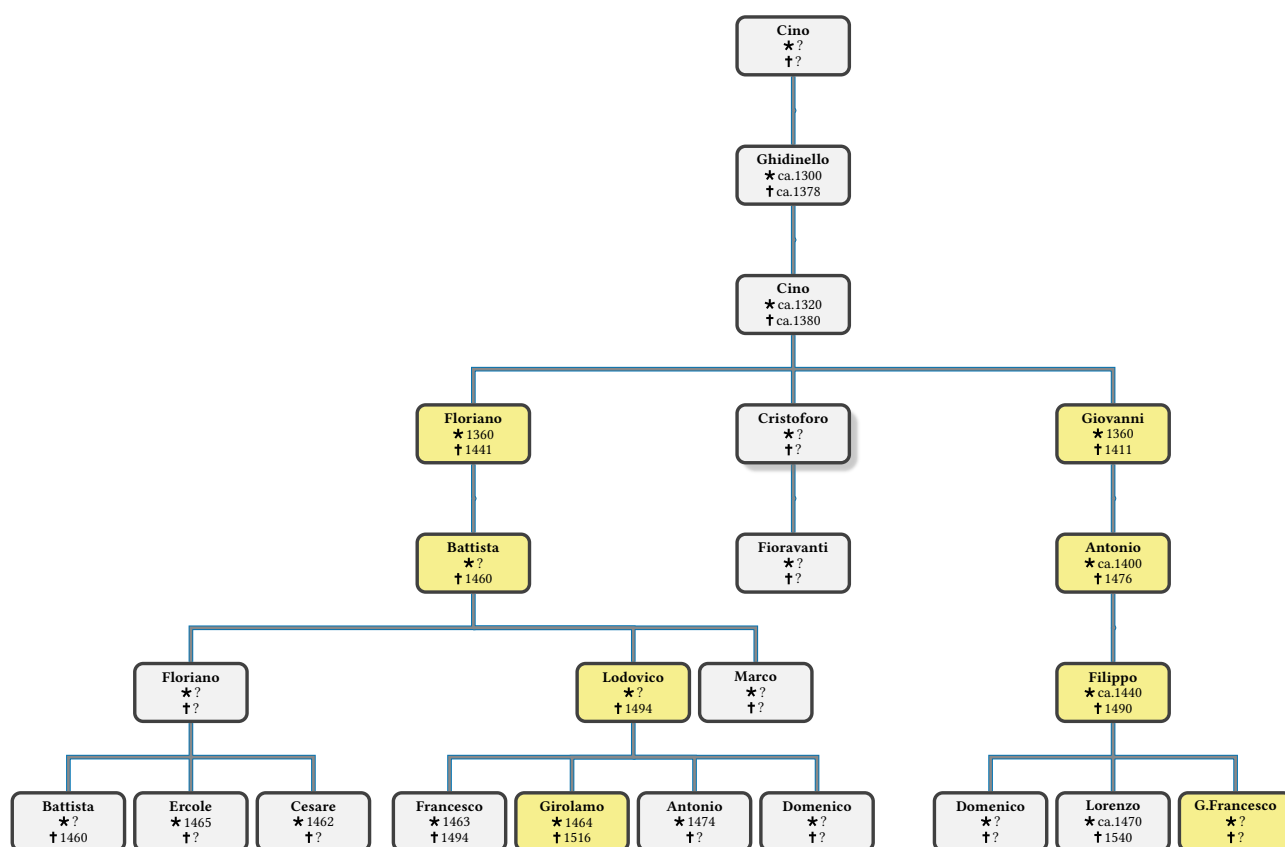 Cino
★ ?
† ?
Ghidinello
★ ca.1300
† ca.1378
Cino
★ ca.1320
† ca.1380
Floriano
★ 1360
† 1441
Cristoforo
★ ?
† ?
Giovanni
★ 1360
† 1411
Battista
★ ?
† 1460
Fioravanti
★ ?
† ?
Antonio
★ ca.1400
† 1476
Floriano
★ ?
† ?
Lodovico
★ ?
† 1494
Marco
★ ?
† ?
Filippo
★ ca.1440
† 1490
Battista
★ ?
† 1460
Ercole
★ 1465
† ?
Cesare
★ 1462
† ?
Francesco
★ 1463
† 1494
Girolamo
★ 1464
† 1516
Antonio
★ 1474
† ?
Domenico
★ ?
† ?
Domenico
★ ?
† ?
Lorenzo
★ ca.1470
† 1540
G.Francesco
★ ?
† ?